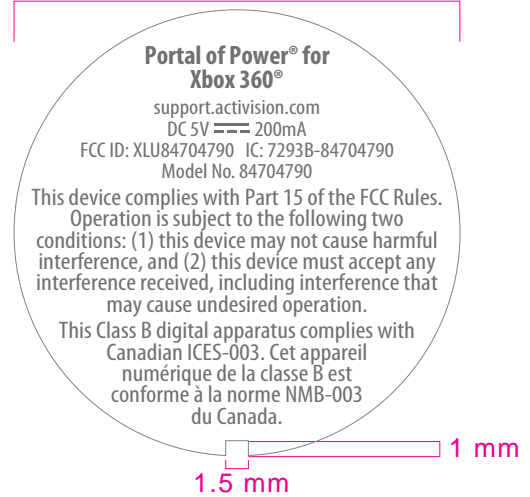 Portal of Power® for
Xbox 360®
support.activision.com
DC 5V ⎓ 200mA
FCC ID: XLU84704790 IC: 7293B-84704790
Model No. 84704790
This device complies with Part 15 of the FCC Rules.
Operation is subject to the following two
conditions: (1) this device may not cause harmful
interference, and (2) this device must accept any
interference received, including interference that
may cause undesired operation.
This Class B digital apparatus complies with
Canadian ICES-003. Cet appareil
numérique de la classe B est
conforme à la norme NMB-003
du Canada.
1 mm
1.5 mm